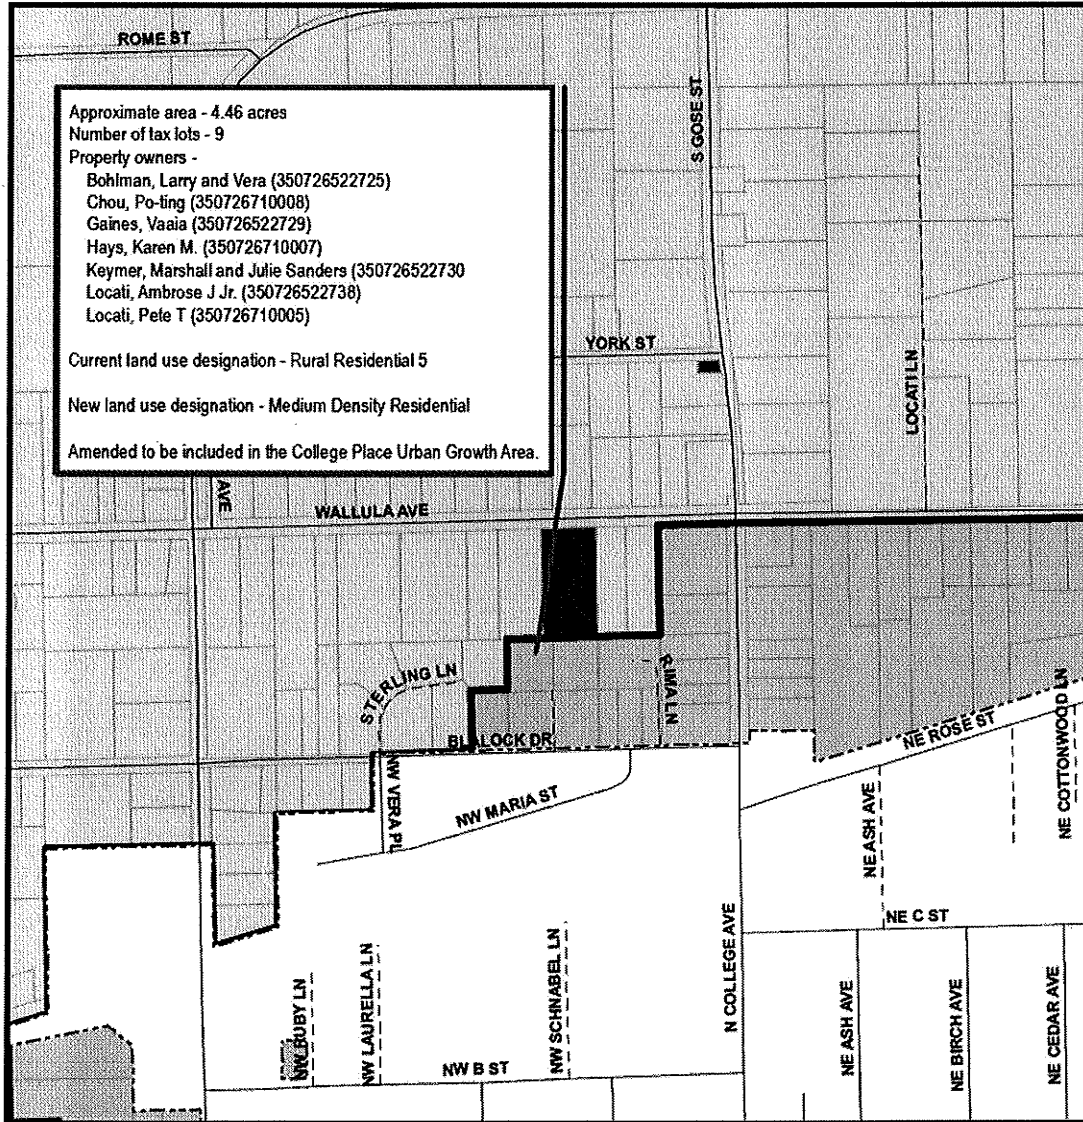 ROME ST
S GOSE ST
Approximate area - 4.46 acres
Number of tax lots - 9
Property owners -
Bohlman, Larry and Vera (350726522725)
Chou, Po-ting (350726710008)
Gaines, Vaaia (350726522729)
Hays, Karen M. (350726710007)
Keymer, Marshall and Julie Sanders (350726522730
Locati, Ambrose J Jr. (350726522738)
Locati, Pete T (350726710005)
Current land use designation - Rural Residential 5
New land use designation - Medium Density Residential
Amended to be included in the College Place Urban Growth Area.
YORK ST
LOCATI LN
AVE
WALLULA AVE
STERLING LN
RIMA LN
BLALOCK DR
NW VERA PL
NW MARIA ST
NE ROSE ST
NE COTTONWOOD LN
NE ASH AVE
NE C ST
NW RUBY LN
NW LAURELLA LN
NW SCHNABEL LN
N COLLEGE AVE
NE ASH AVE
NE BIRCH AVE
NE CEDAR AVE
NW B ST